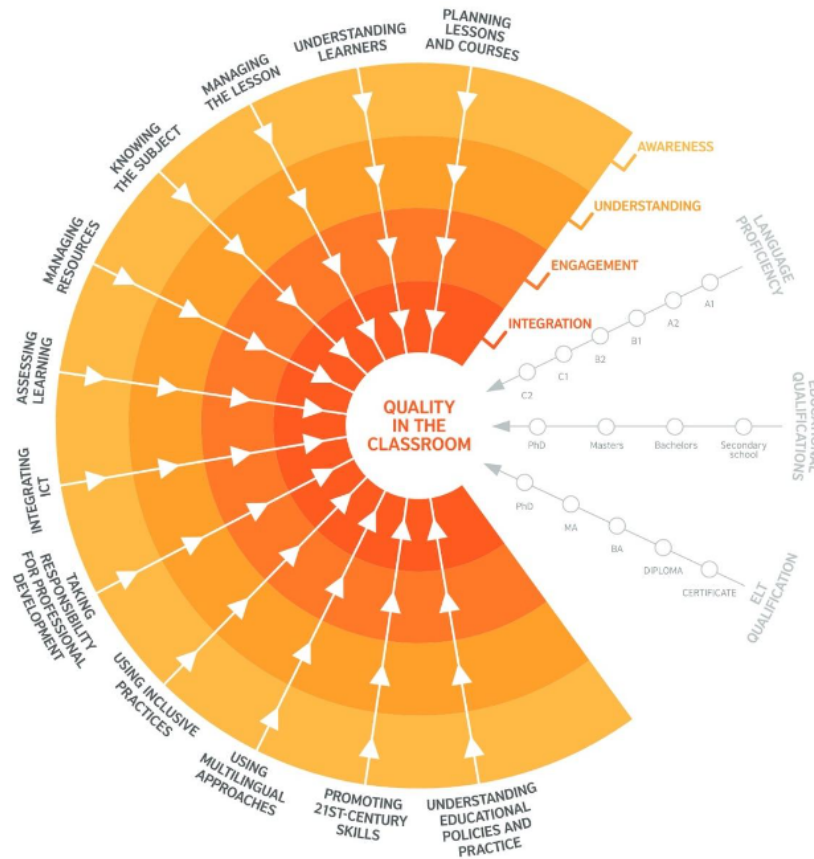 PLANNING
LESSONS
AND COURSES
UNDERSTANDING
LEARNERS
MANAGING
THE LESSON
KNOWING
THE SUBJECT
MANAGING
RESOURCES
ASSESSING
LEARNING
INTEGRATING
ICT
TAKING
RESPONSIBILITY
FOR PROFESSIONAL
DEVELOPMENT
USING INCLUSIVE
PRACTICES
USING
MULTILINGUAL
APPROACHES
PROMOTING
21ST-CENTURY
SKILLS
UNDERSTANDING
EDUCATIONAL
POLICIES AND
PRACTICE
AWARENESS
UNDERSTANDING
ENGAGEMENT
INTEGRATION
QUALITY
IN THE
CLASSROOM
LANGUAGE
PROFICIENCY
C2
C1
B2
B1
A2
A1
EDUCATIONAL
QUALIFICATIONS
PhD
Masters
Bachelors
Secondary
school
ELT
QUALIFICATION
PhD
MA
BA
DIPLOMA
CERTIFICATE